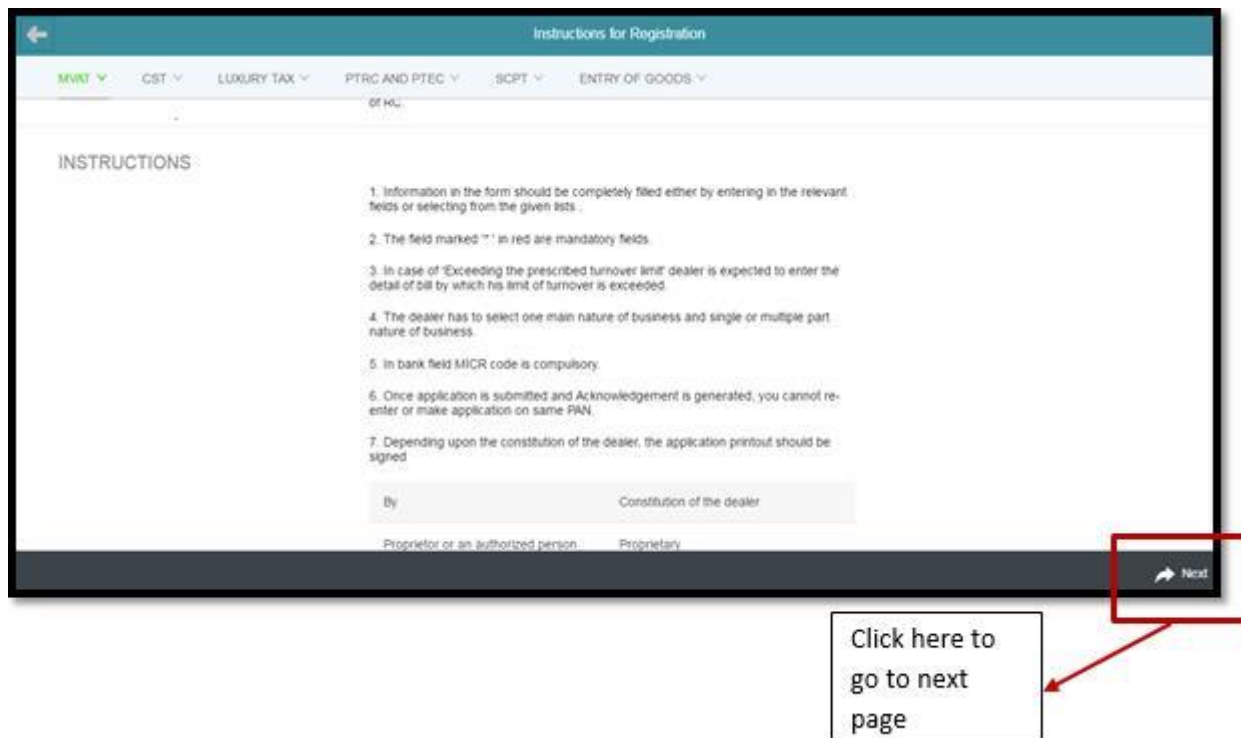 Instructions for Registration
MVAT CST LUXURY TAX PTRC AND PTEC SCPT ENTRY OF GOODS
of RC.
INSTRUCTIONS
1. Information in the form should be completely filled either by entering in the relevant
fields or selecting from the given lists .
2. The field marked '*' in red are mandatory fields.
3. In case of 'Exceeding the prescribed turnover limit' dealer is expected to enter the
detail of bill by which his limit of turnover is exceeded.
4. The dealer has to select one main nature of business and single or multiple part
nature of business.
5. In bank field MICR code is compulsory.
6. Once application is submitted and Acknowledgement is generated, you cannot re-
enter or make application on same PAN.
7. Depending upon the constitution of the dealer, the application printout should be
signed
By Constitution of the dealer
Proprietor or an authorized person Proprietary
Next
Click here to
go to next
page